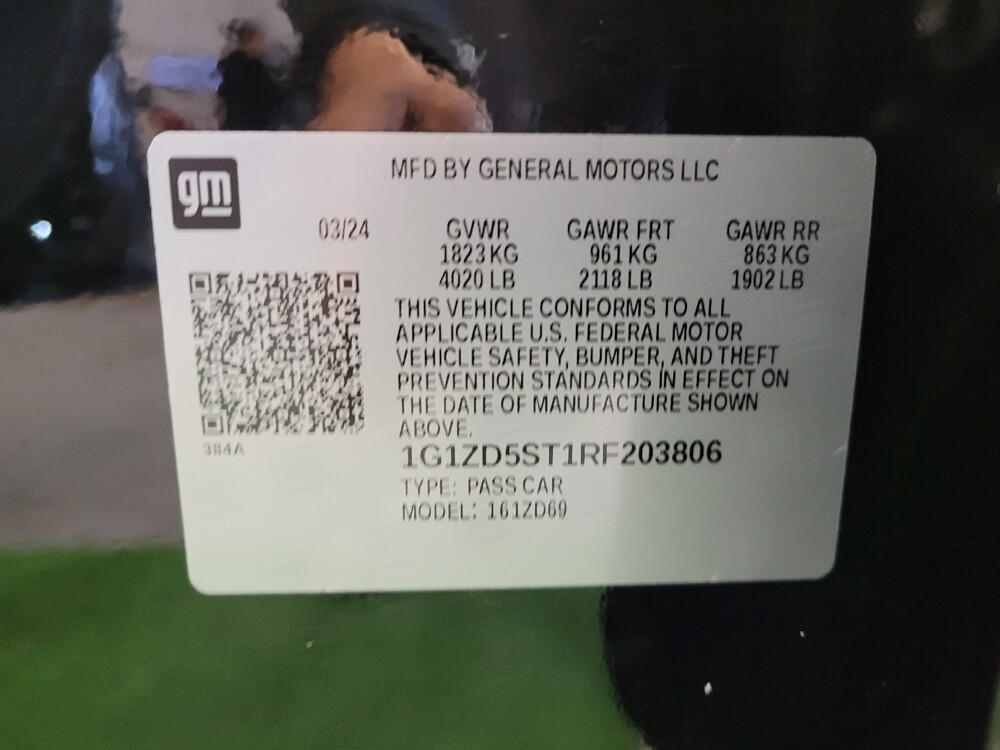 gm
MFD BY GENERAL MOTORS LLC
03/24 GVWR GAWR FRT GAWR RR
1823 KG 961 KG 863 KG
4020 LB 2118 LB 1902 LB
THIS VEHICLE CONFORMS TO ALL
APPLICABLE U.S. FEDERAL MOTOR
VEHICLE SAFETY, BUMPER, AND THEFT
PREVENTION STANDARDS IN EFFECT ON
THE DATE OF MANUFACTURE SHOWN
ABOVE.
384A
1G1ZD5ST1RF203806
TYPE: PASS CAR
MODEL: 161ZD69